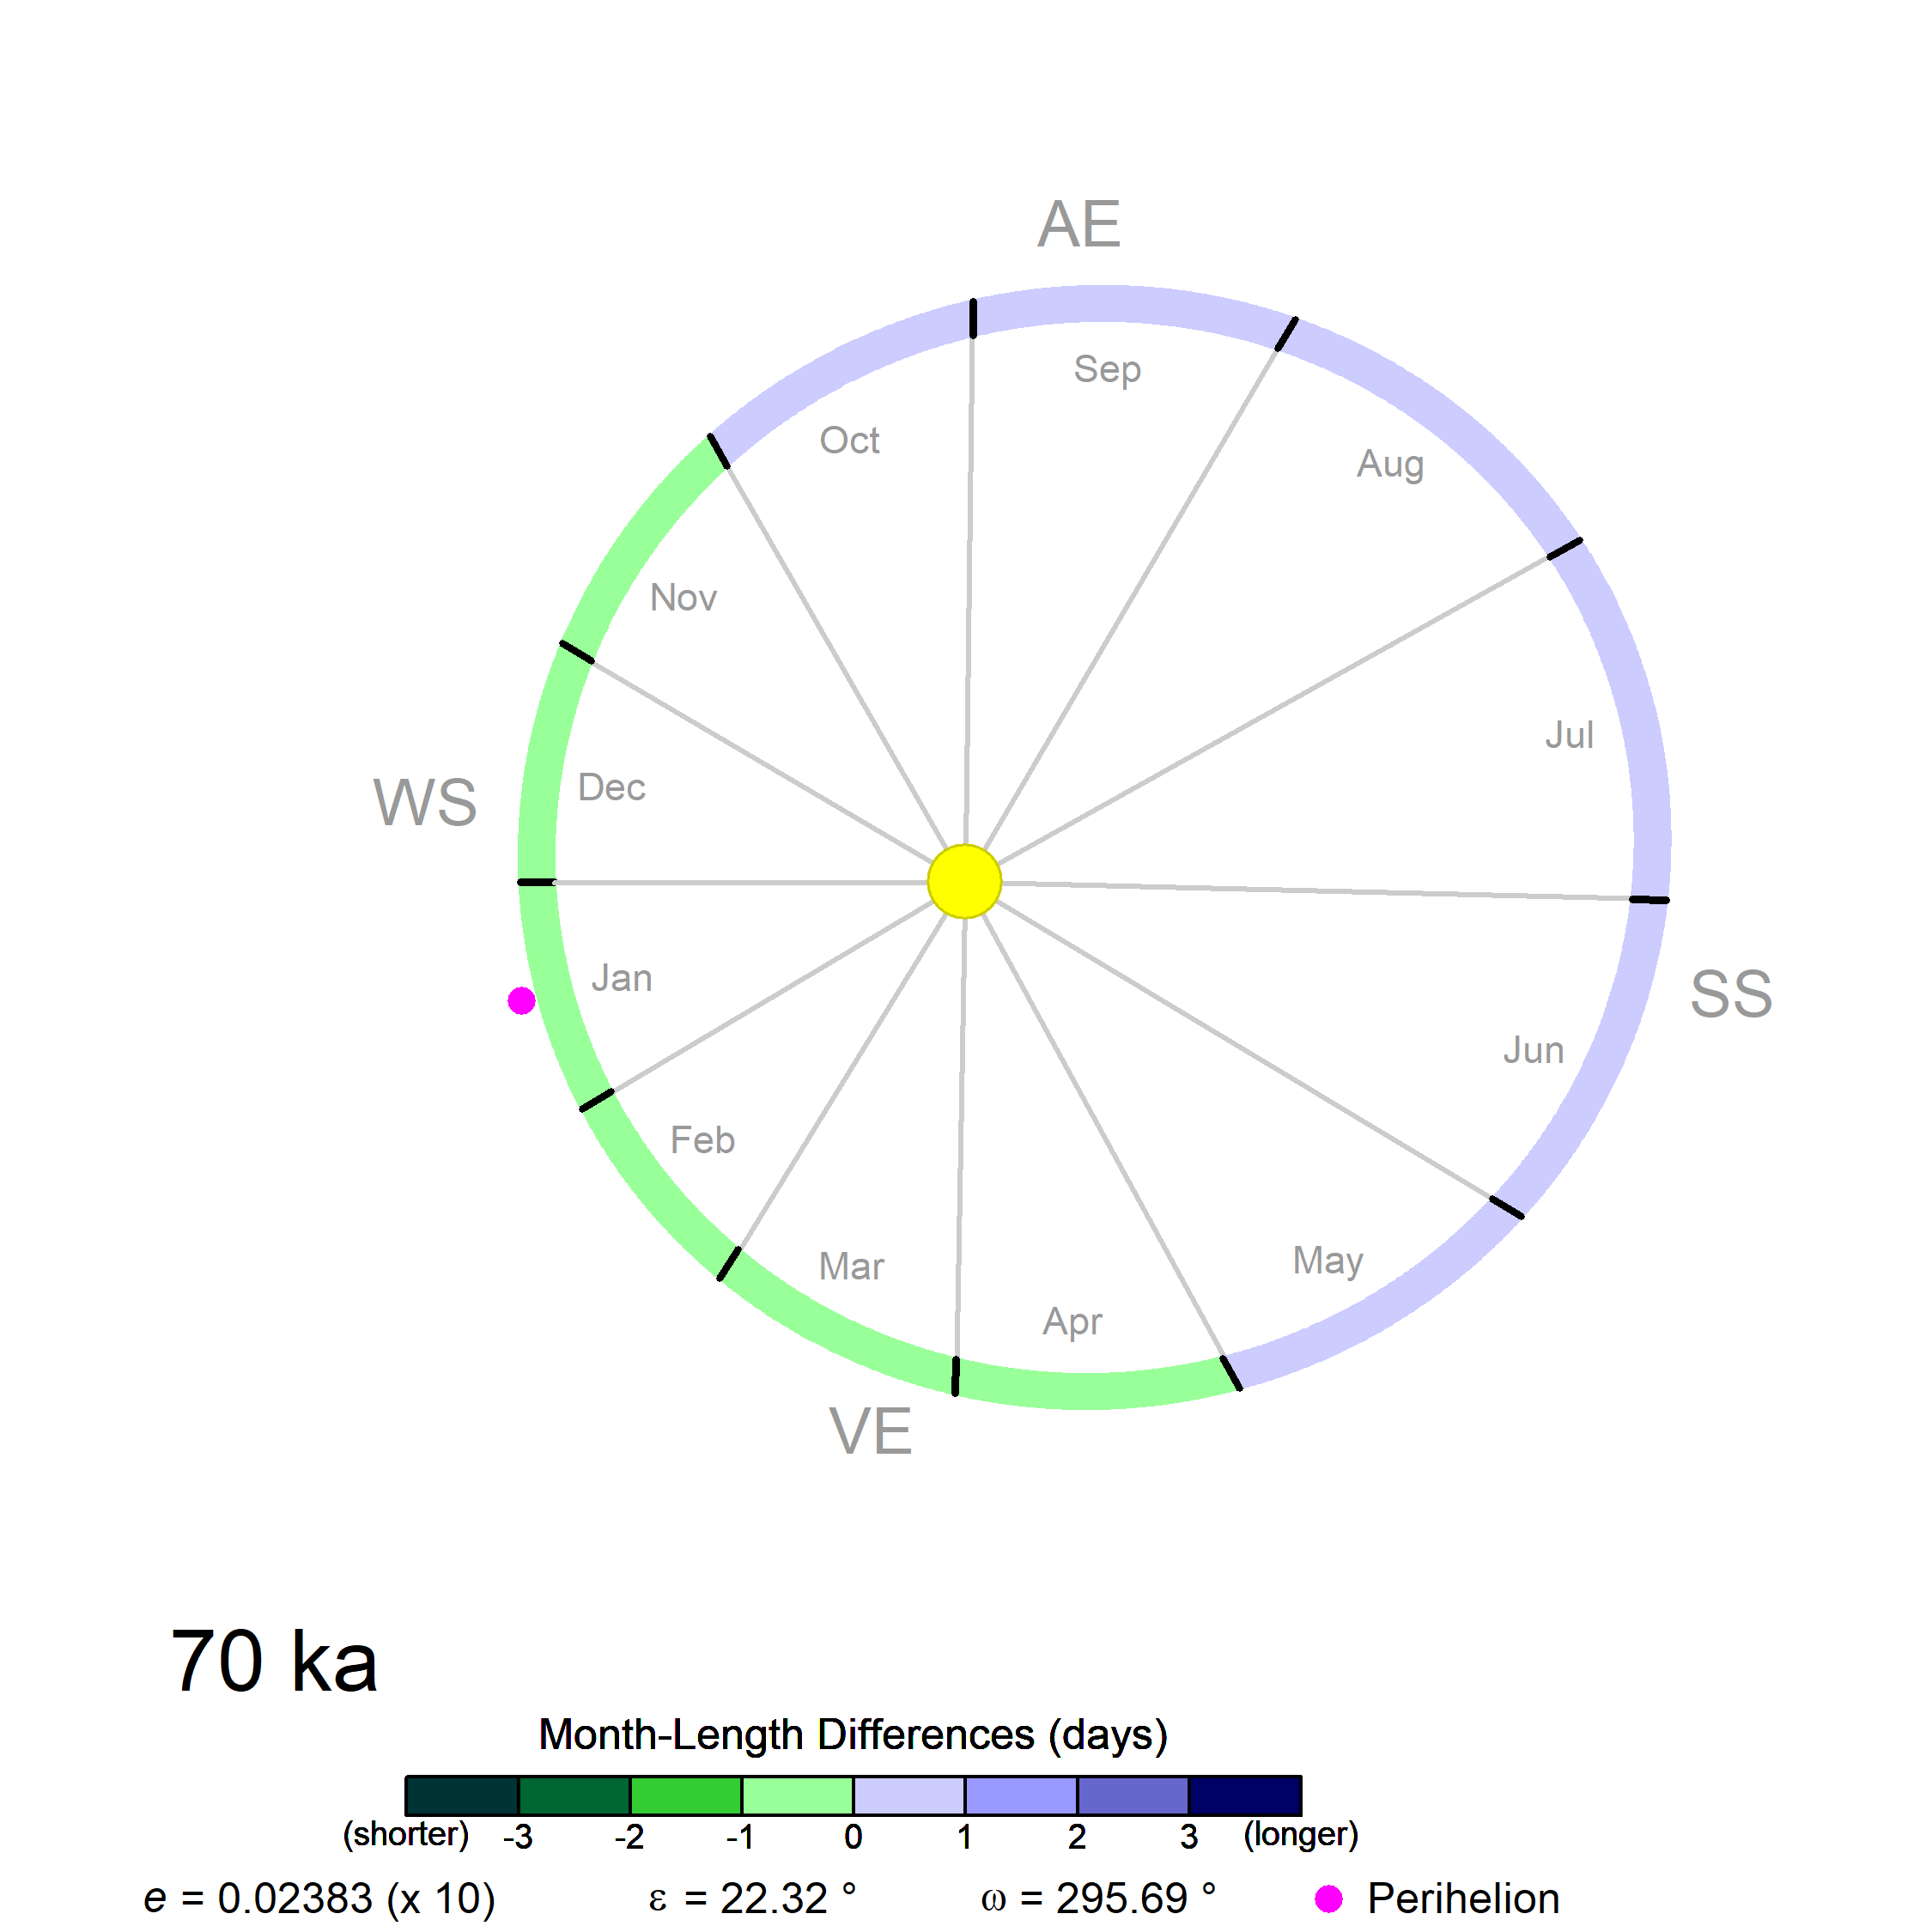 AE
Sep
Oct
Aug
Nov
Jul
Dec
WS
Jan
SS
Jun
Feb
Mar
May
Apr
VE
70 ka
Month-Length Differences (days)
(shorter) -3 -2 -1 0 1 2 3 (longer)
e = 0.02383 (x 10) ε = 22.32 ° ω = 295.69 ° Perihelion